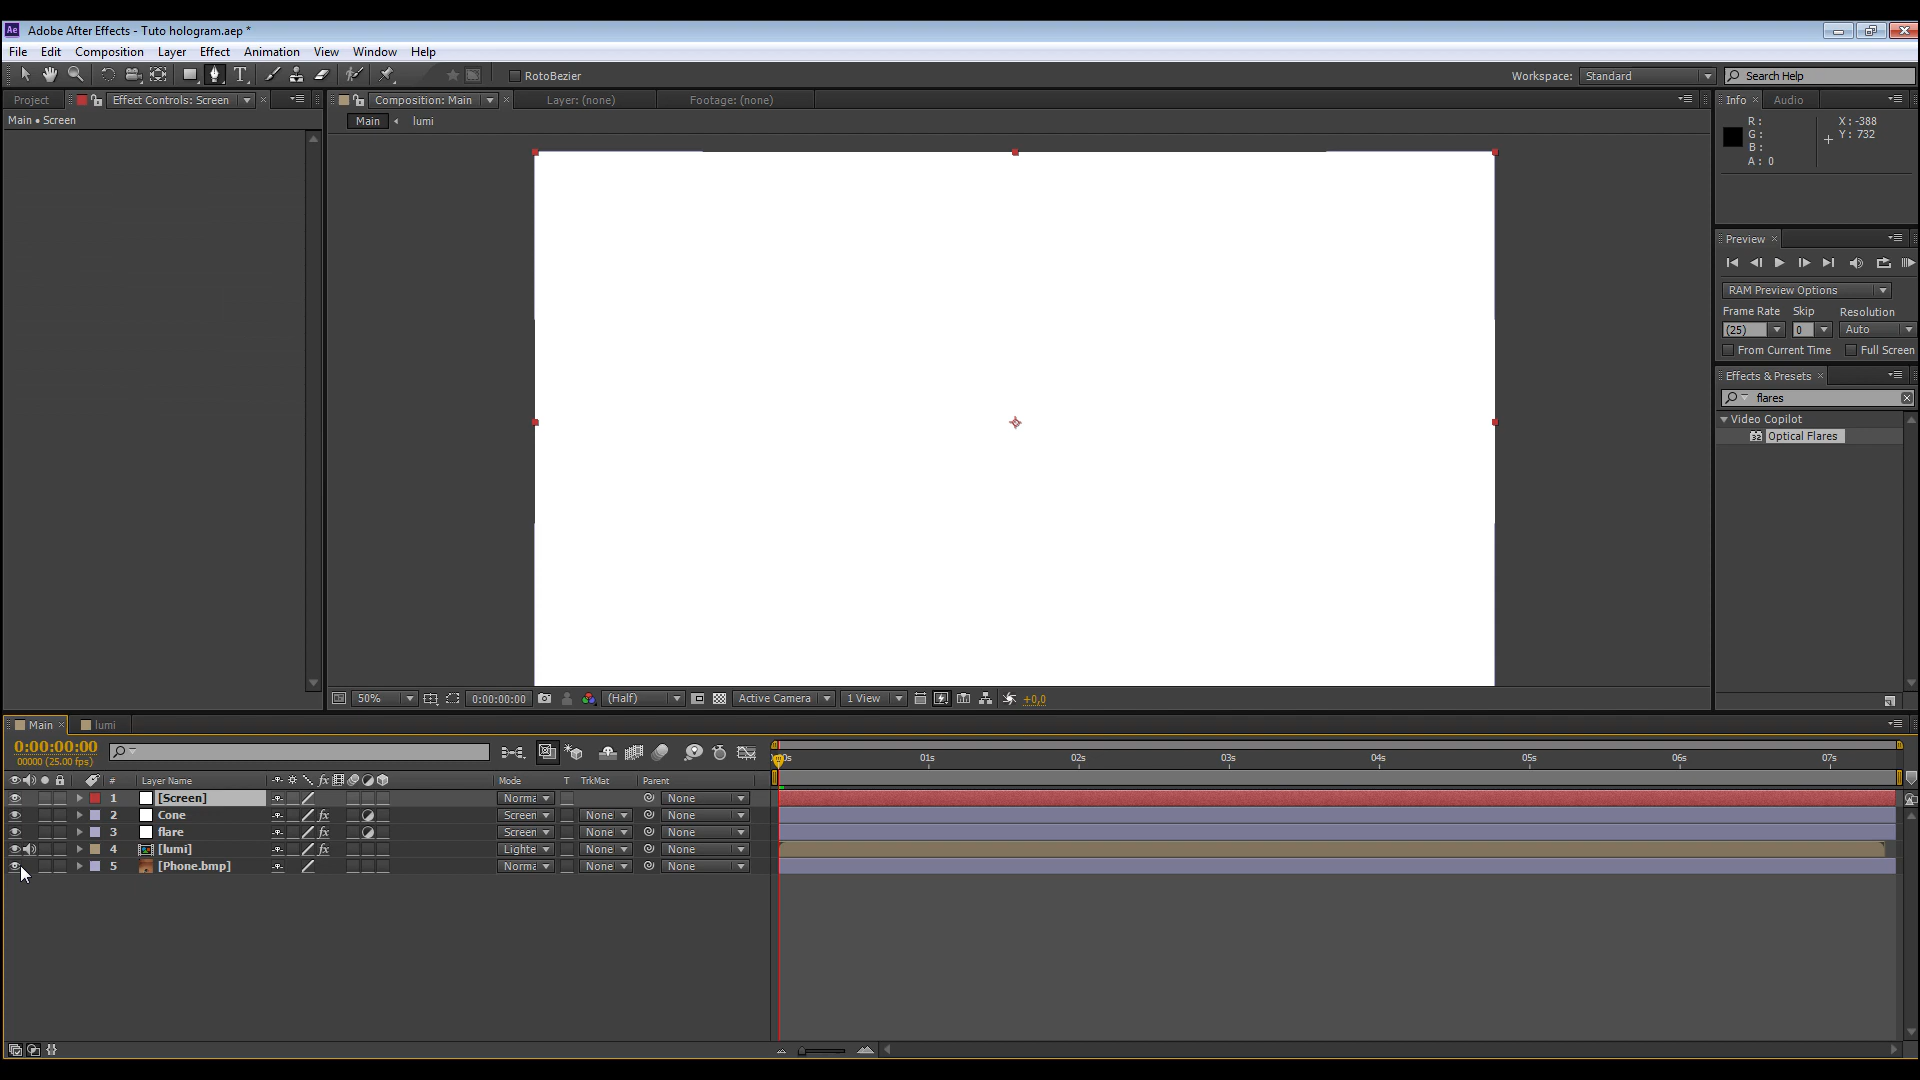 Adobe After Effects - Tuto hologram.aep *
File Edit Composition Layer Effect Animation View Window Help
RotoBezier Workspace: Standard Search Help
Project Effect Controls: Screen Composition: Main Layer: (none) Footage: (none) Info Audio
Main • Screen
Main lumi
R: X: -388
G: Y: 732
B:
A: 0
Preview
RAM Preview Options
Frame Rate Skip Resolution
(25) 0 Auto
From Current Time Full Screen
Effects & Presets
flares
Video Copilot
32 Optical Flares
50% 0:00:00:00 (Half) Active Camera 1 View +0,0
Main lumi
0:00:00:00
00000 (25.00 fps)
00s 01s 02s 03s 04s 05s 06s 07s
# Layer Name fx Mode T TrkMat Parent
1 [Screen] Norma None
2 Cone fx Screen None None
3 flare fx Screen None None
4 [lumi] fx Lighte None None
5 [Phone.bmp] Norma None None